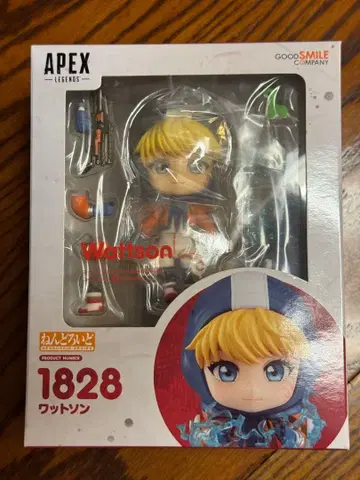 APEX
LEGENDS
GOOD SMILE
COMPANY
Wattson
ねんどろいど
PRODUCT NUMBER
1828
ワットソン